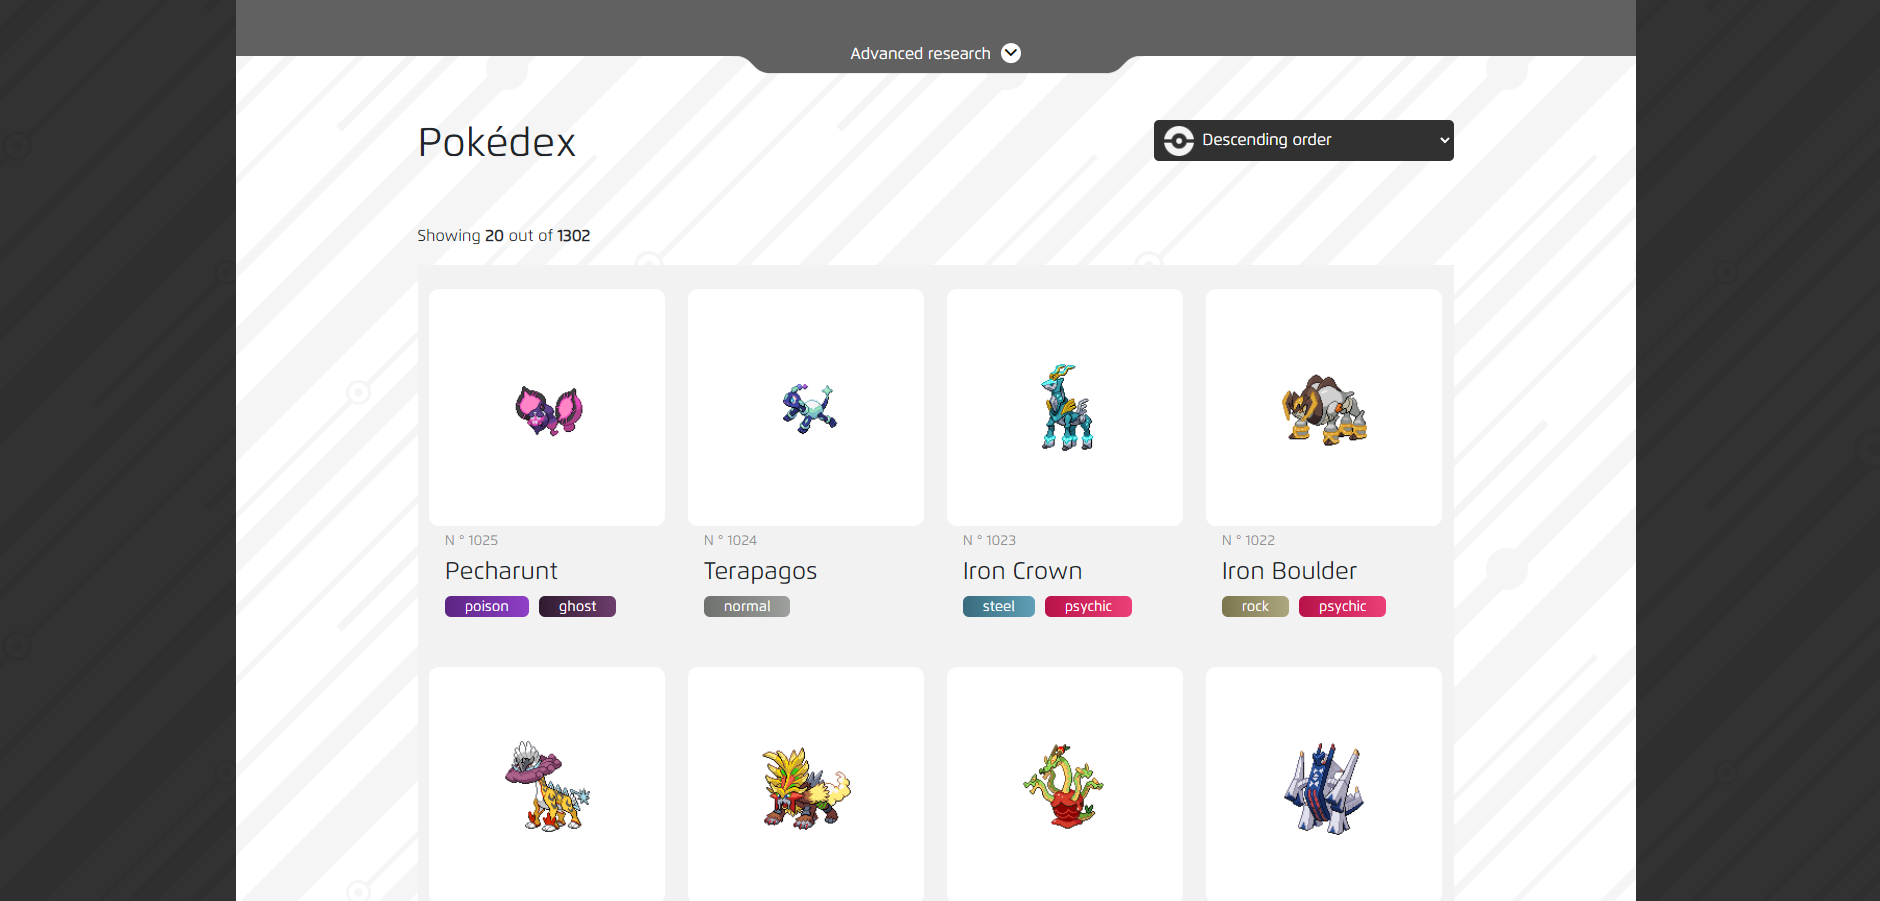 Advanced research
Pokédex
Descending order
Showing 20 out of 1302
N ° 1025
Pecharunt
poison ghost
N ° 1024
Terapagos
normal
N ° 1023
Iron Crown
steel psychic
N ° 1022
Iron Boulder
rock psychic